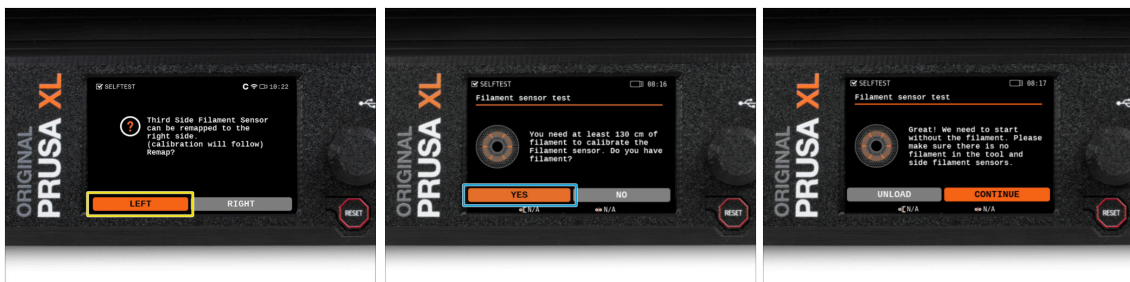 ORIGINAL
PRUSA XL
SELFTEST
C 10:22
Third Side Filament Sensor
can be remapped to the
right side.
(calibration will follow)
Remap?
LEFT
RIGHT
RESET
ORIGINAL
PRUSA XL
SELFTEST
08:16
Filament sensor test
You need at least 130 cm of
filament to calibrate the
Filament sensor. Do you have
filament?
YES
NO
N/A
N/A
RESET
ORIGINAL
PRUSA XL
SELFTEST
08:17
Filament sensor test
Great! We need to start
without the filament. Please
make sure there is no
filament in the tool and
side filament sensors.
UNLOAD
CONTINUE
N/A
N/A
RESET